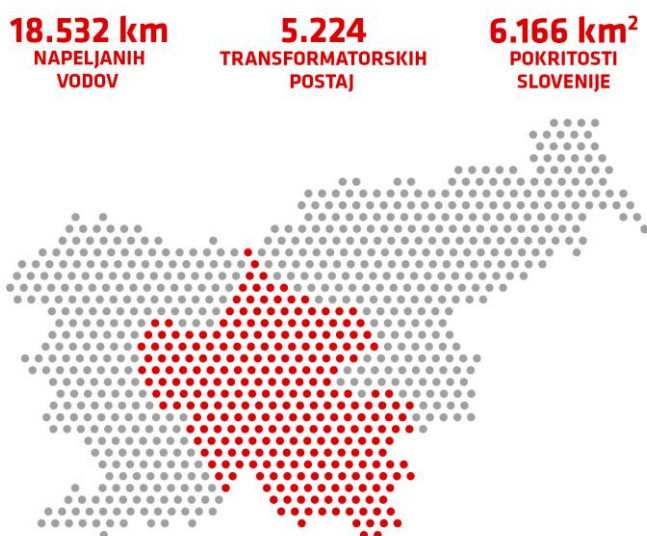 18.532 km
NAPELJANIH
VODOV
5.224
TRANSFORMATORSKIH
POSTAJ
6.166 km²
POKRITOSTI
SLOVENIJE